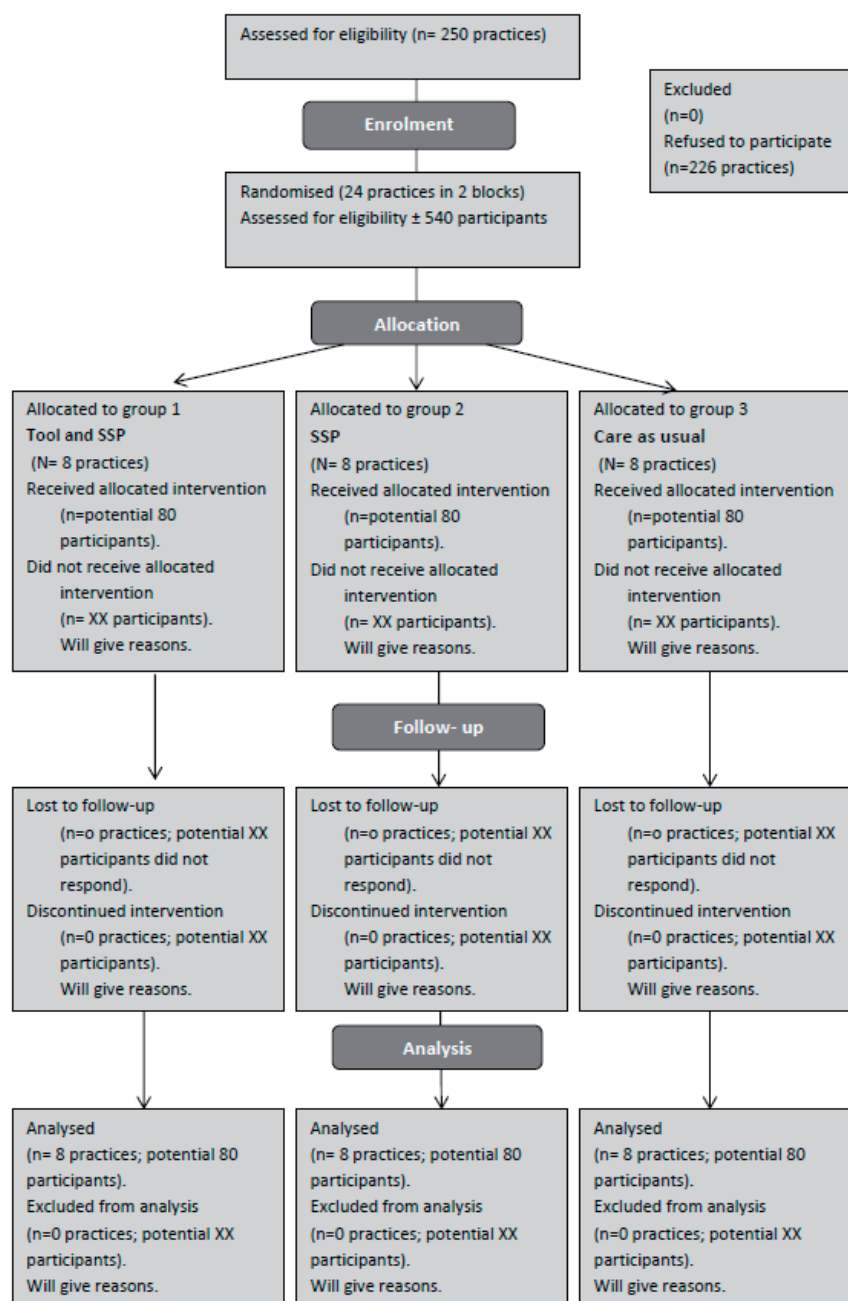 Assessed for eligibility (n= 250 practices)
Excluded
(n=0)
Refused to participate
(n=226 practices)
Enrolment
Randomised (24 practices in 2 blocks)
Assessed for eligibility ± 540 participants
Allocation
Allocated to group 1
Tool and SSP
(N= 8 practices)
Received allocated intervention
(n=potential 80
participants).
Did not receive allocated
intervention
(n= XX participants).
Will give reasons.
Allocated to group 2
SSP
(N= 8 practices)
Received allocated intervention
(n=potential 80
participants).
Did not receive allocated
intervention
(n= XX participants).
Will give reasons.
Allocated to group 3
Care as usual
(N= 8 practices)
Received allocated intervention
(n=potential 80
participants).
Did not receive allocated
intervention
(n= XX participants).
Will give reasons.
Follow- up
Lost to follow-up
(n=o practices; potential XX
participants did not
respond).
Discontinued intervention
(n=0 practices; potential XX
participants).
Will give reasons.
Lost to follow-up
(n=o practices; potential XX
participants did not
respond).
Discontinued intervention
(n=0 practices; potential XX
participants).
Will give reasons.
Lost to follow-up
(n=o practices; potential XX
participants did not
respond).
Discontinued intervention
(n=0 practices; potential XX
participants).
Will give reasons.
Analysis
Analysed
(n= 8 practices; potential 80
participants).
Excluded from analysis
(n=0 practices; potential XX
participants).
Will give reasons.
Analysed
(n= 8 practices; potential 80
participants).
Excluded from analysis
(n=0 practices; potential XX
participants).
Will give reasons.
Analysed
(n= 8 practices; potential 80
participants).
Excluded from analysis
(n=0 practices; potential XX
participants).
Will give reasons.